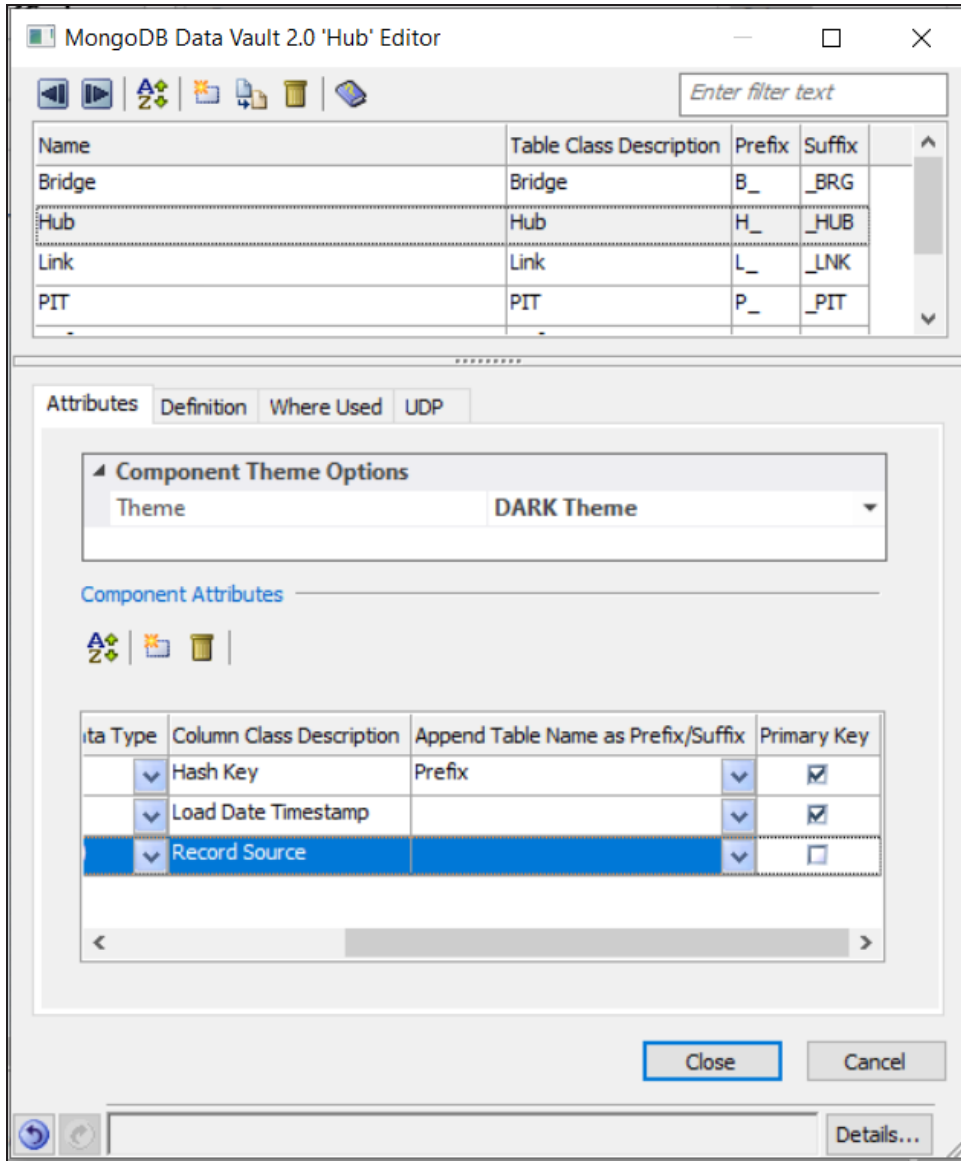 MongoDB Data Vault 2.0 'Hub' Editor
Enter filter text
Name Table Class Description Prefix Suffix
Bridge Bridge B_ _BRG
Hub Hub H_ _HUB
Link Link L_ _LNK
PIT PIT P_ _PIT
Attributes Definition Where Used UDP
Component Theme Options
Theme DARK Theme
Component Attributes
ta Type Column Class Description Append Table Name as Prefix/Suffix Primary Key
Hash Key Prefix
Load Date Timestamp
Record Source
Close Cancel
Details...